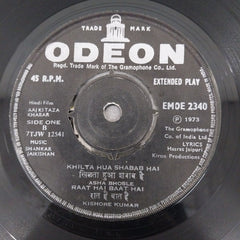 TRADE MARK
ODEON
Regd. Trade Mark of The Gramophone Co. Ltd.
45 R.P.M.
EXTENDED PLAY
Hindi Film
AAJ KI TAZA
KHABAR
SIDE ONE
B
7TJW 12541
MUSIC
SHANKAR
JAIKISHAN
EMOE 2340
℗ 1973
The Gramophone
Co. of India Ltd.
LYRICS
Hasrat Jaipuri
KHILTA HUA SHABAB HAI
खिलता हुआ शबाब है
ASHA BHOSLE
RAAT HAI BAAT HAI
रात है बात है
KISHORE KUMAR